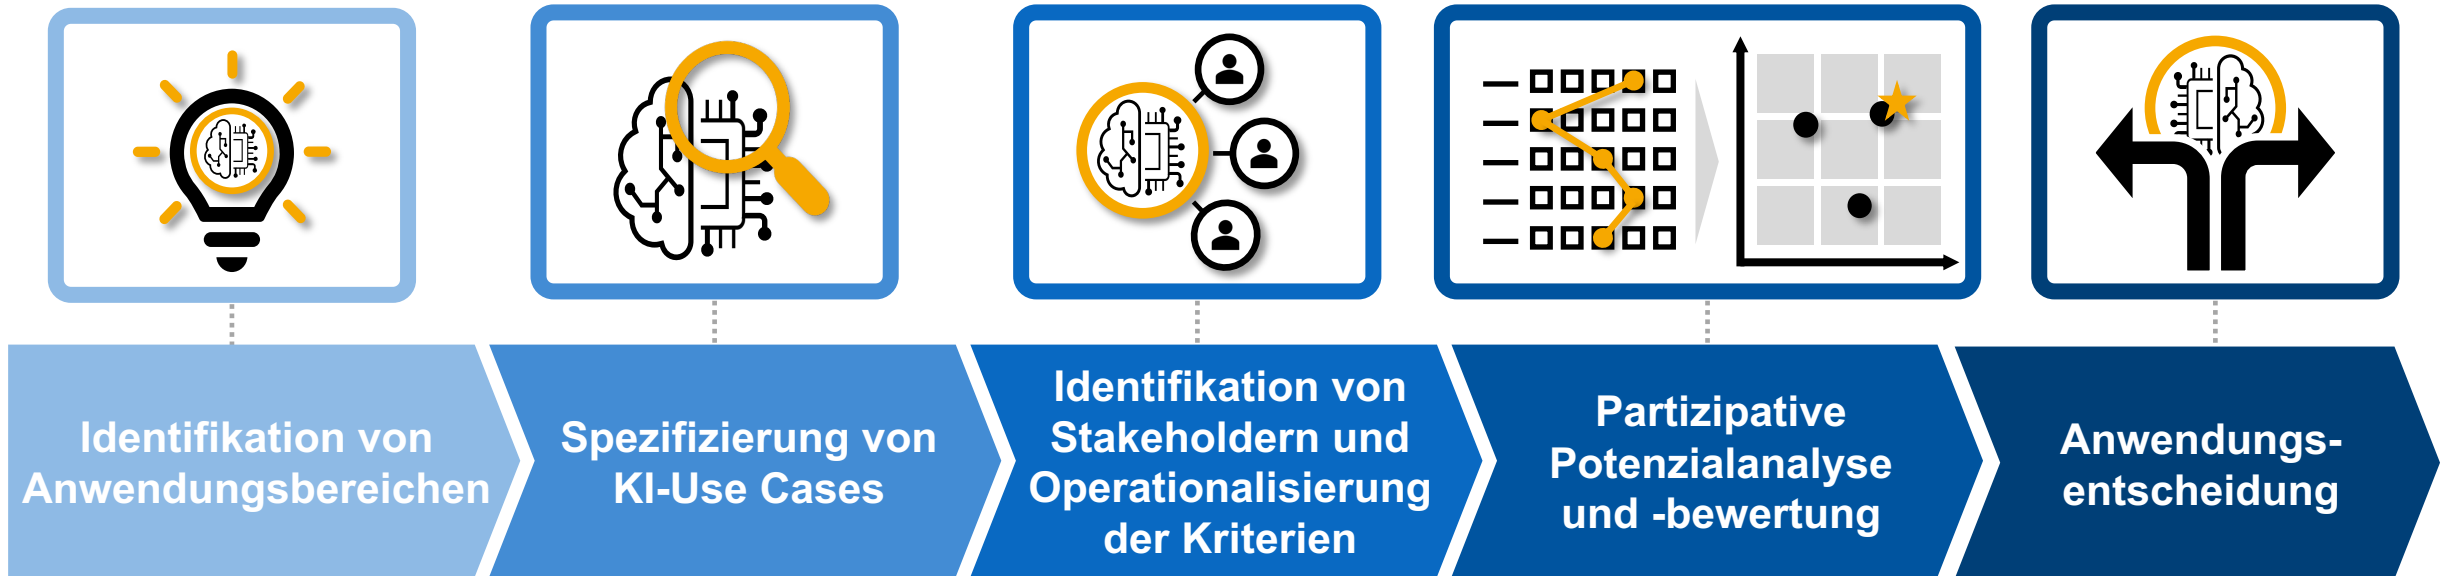 Identifikation von
Anwendungsbereichen
Spezifizierung von
KI-Use Cases
Identifikation von
Stakeholdern und
Operationalisierung
der Kriterien
Partizipative
Potenzialanalyse
und -bewertung
Anwendungs-
entscheidung